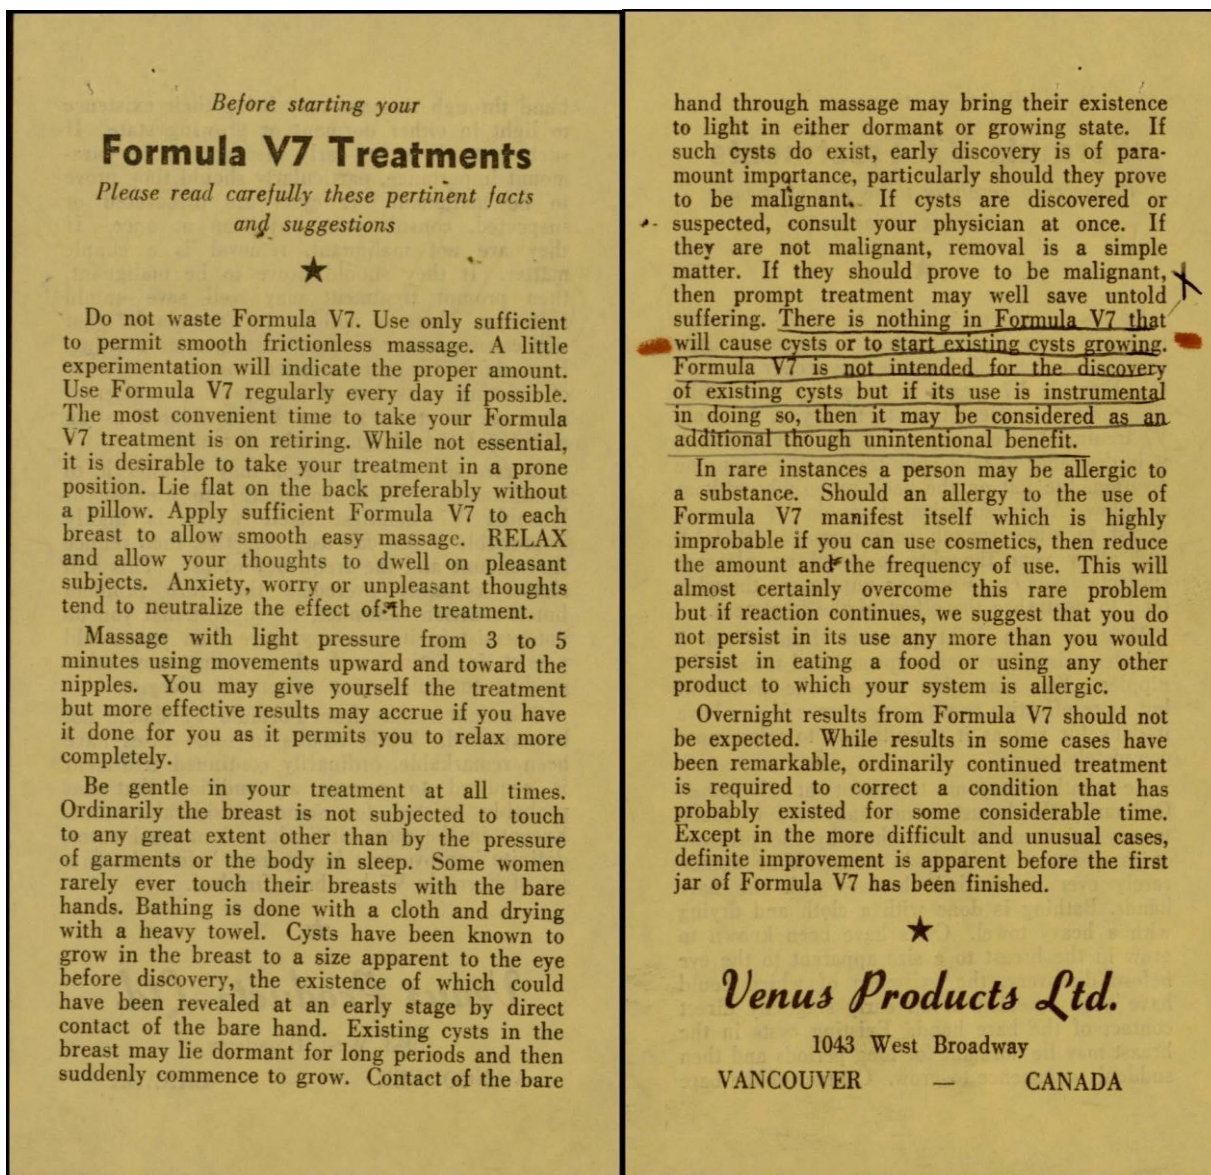 Before starting your
Formula V7 Treatments
Please read carefully these pertinent facts
and suggestions
Do not waste Formula V7. Use only sufficient
to permit smooth frictionless massage. A little
experimentation will indicate the proper amount.
Use Formula V7 regularly every day if possible.
The most convenient time to take your Formula
V7 treatment is on retiring. While not essential,
it is desirable to take your treatment in a prone
position. Lie flat on the back preferably without
a pillow. Apply sufficient Formula V7 to each
breast to allow smooth easy massage. RELAX
and allow your thoughts to dwell on pleasant
subjects. Anxiety, worry or unpleasant thoughts
tend to neutralize the effect of the treatment.
Massage with light pressure from 3 to 5
minutes using movements upward and toward the
nipples. You may give yourself the treatment
but more effective results may accrue if you have
it done for you as it permits you to relax more
completely.
Be gentle in your treatment at all times.
Ordinarily the breast is not subjected to touch
to any great extent other than by the pressure
of garments or the body in sleep. Some women
rarely ever touch their breasts with the bare
hands. Bathing is done with a cloth and drying
with a heavy towel. Cysts have been known to
grow in the breast to a size apparent to the eye
before discovery, the existence of which could
have been revealed at an early stage by direct
contact of the bare hand. Existing cysts in the
breast may lie dormant for long periods and then
suddenly commence to grow. Contact of the bare
hand through massage may bring their existence
to light in either dormant or growing state. If
such cysts do exist, early discovery is of para-
mount importance, particularly should they prove
to be malignant. If cysts are discovered or
suspected, consult your physician at once. If
they are not malignant, removal is a simple
matter. If they should prove to be malignant,
then prompt treatment may well save untold
suffering. There is nothing in Formula V7 that
will cause cysts or to start existing cysts growing.
Formula V7 is not intended for the discovery
of existing cysts but if its use is instrumental
in doing so, then it may be considered as an
additional though unintentional benefit.
In rare instances a person may be allergic to
a substance. Should an allergy to the use of
Formula V7 manifest itself which is highly
improbable if you can use cosmetics, then reduce
the amount and the frequency of use. This will
almost certainly overcome this rare problem
but if reaction continues, we suggest that you do
not persist in its use any more than you would
persist in eating a food or using any other
product to which your system is allergic.
Overnight results from Formula V7 should not
be expected. While results in some cases have
been remarkable, ordinarily continued treatment
is required to correct a condition that has
probably existed for some considerable time.
Except in the more difficult and unusual cases,
definite improvement is apparent before the first
jar of Formula V7 has been finished.
Venus Products Ltd.
1043 West Broadway
VANCOUVER — CANADA